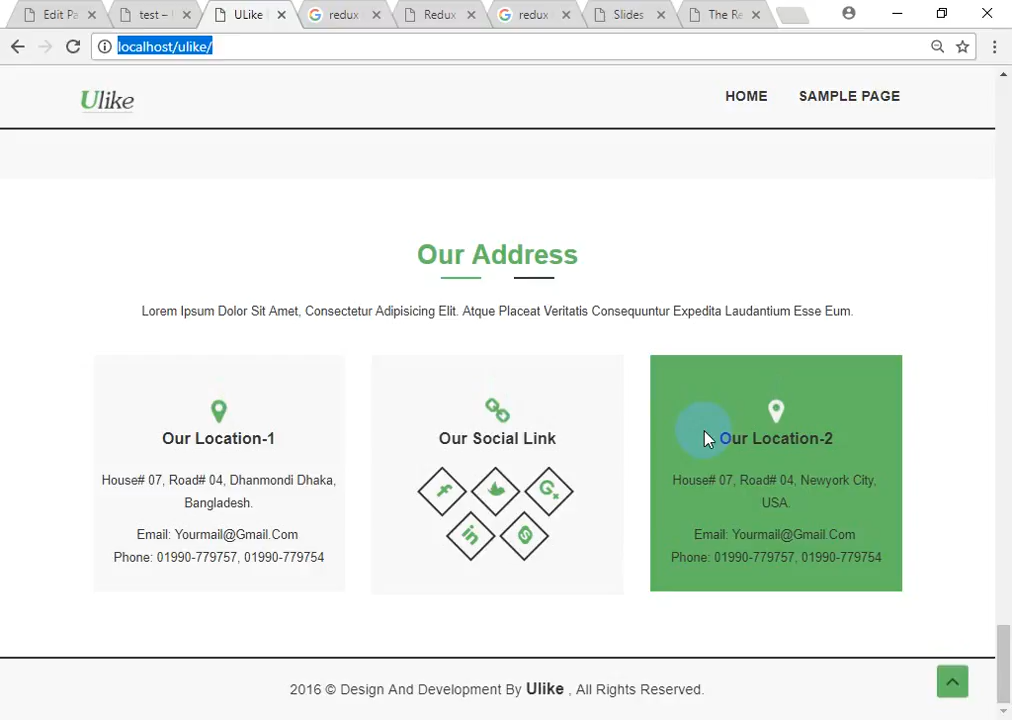 Edit Pa
test –
ULike
redux
Redux
redux
Slides
The Re
localhost/ulike/
Ulike
HOME
SAMPLE PAGE
Our Address
Lorem Ipsum Dolor Sit Amet, Consectetur Adipisicing Elit. Atque Placeat Veritatis Consequuntur Expedita Laudantium Esse Eum.
Our Location-1
House# 07, Road# 04, Dhanmondi Dhaka,
Bangladesh.
Email: Yourmail@Gmail.Com
Phone: 01990-779757, 01990-779754
Our Social Link
Our Location-2
House# 07, Road# 04, Newyork City,
USA.
Email: Yourmail@Gmail.Com
Phone: 01990-779757, 01990-779754
2016 © Design And Development By Ulike , All Rights Reserved.